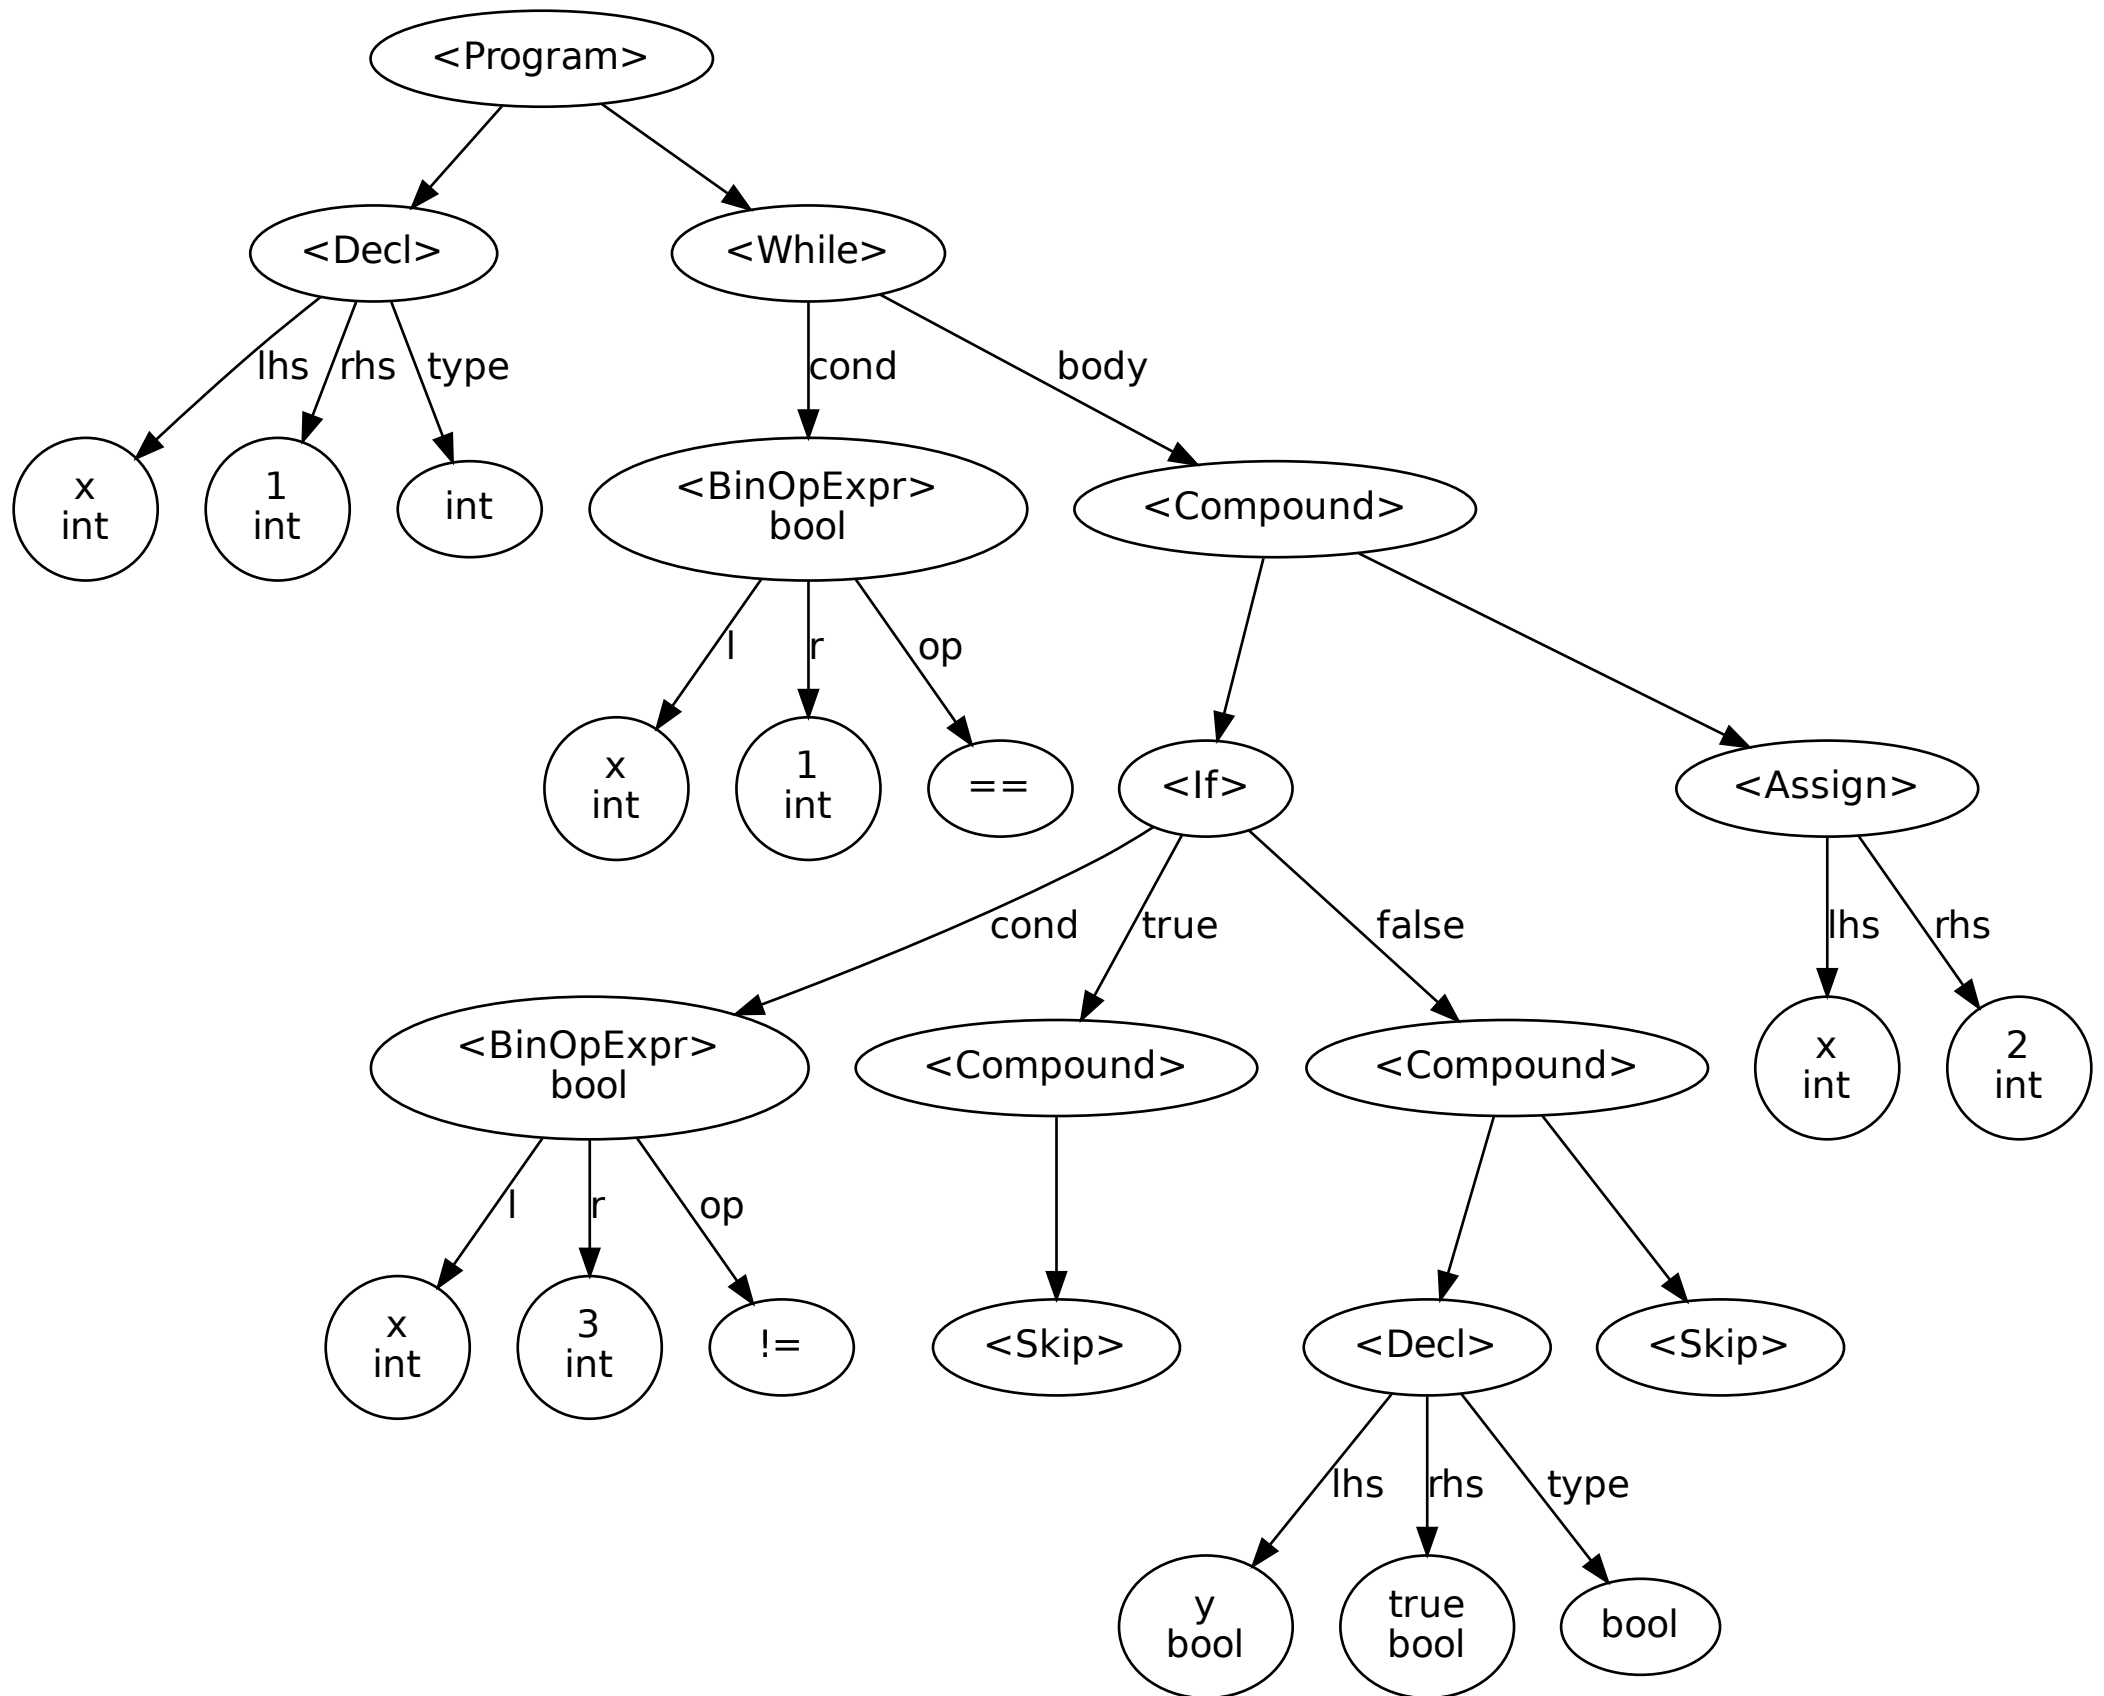 <Program>
<Decl>
<While>
lhs
rhs
type
cond
body
x
int
1
int
int
<BinOpExpr>
bool
<Compound>
l
r
op
x
int
1
int
==
<If>
<Assign>
cond
true
false
lhs
rhs
<BinOpExpr>
bool
<Compound>
<Compound>
x
int
2
int
l
r
op
x
int
3
int
!=
<Skip>
<Decl>
<Skip>
lhs
rhs
type
y
bool
true
bool
bool